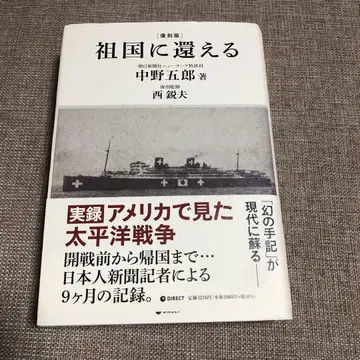 ［復刻版］
祖国に還える
朝日新聞社ニューヨーク特派員
中野五郎 著
復刻監修
西 鋭夫
「幻の手記」が
現代に蘇る――
実録 アメリカで見た
太平洋戦争
開戦前から帰国まで…
日本人新聞記者による
9ヶ月の記録。
DIRECT